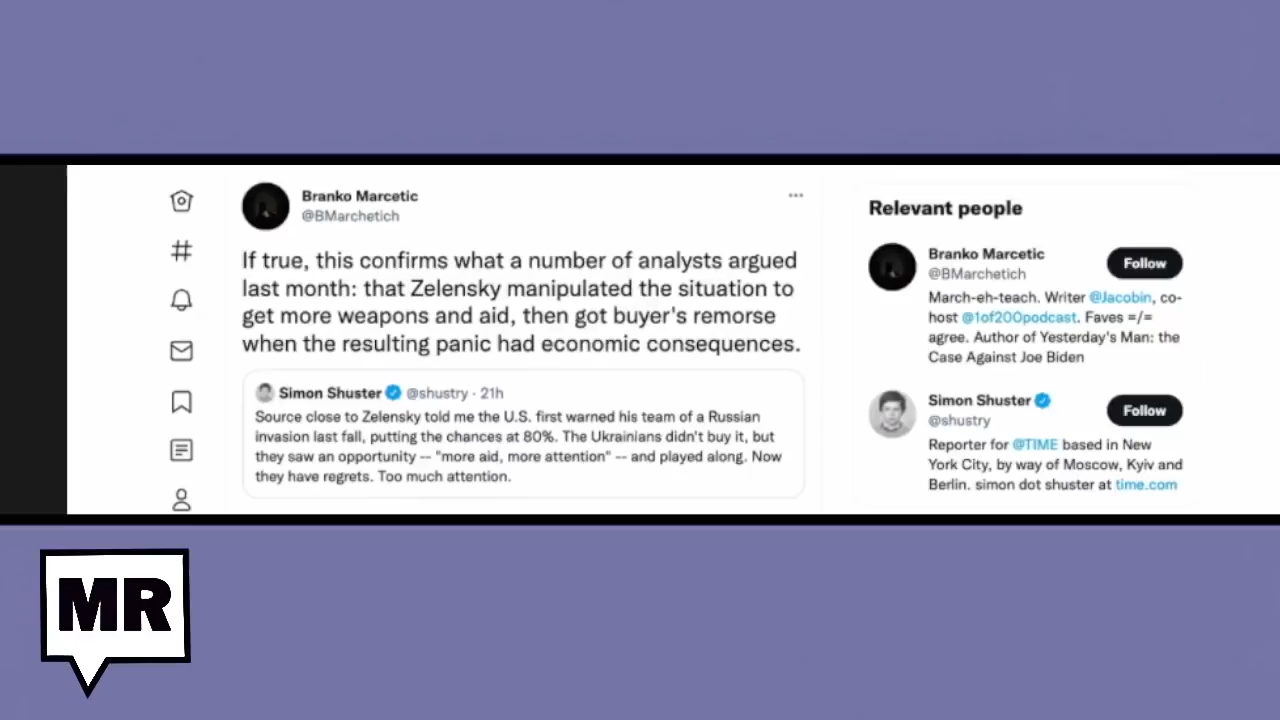 Branko Marcetic
@BMarchetich
If true, this confirms what a number of analysts argued
last month: that Zelensky manipulated the situation to
get more weapons and aid, then got buyer's remorse
when the resulting panic had economic consequences.
Simon Shuster @shustry · 21h
Source close to Zelensky told me the U.S. first warned his team of a Russian
invasion last fall, putting the chances at 80%. The Ukrainians didn't buy it, but
they saw an opportunity -- "more aid, more attention" -- and played along. Now
they have regrets. Too much attention.
Relevant people
Branko Marcetic
@BMarchetich
Follow
March-eh-teach. Writer @Jacobin, co-
host @1of200podcast. Faves =/=
agree. Author of Yesterday's Man: the
Case Against Joe Biden
Simon Shuster
@shustry
Follow
Reporter for @TIME based in New
York City, by way of Moscow, Kyiv and
Berlin. simon dot shuster at time.com
MR